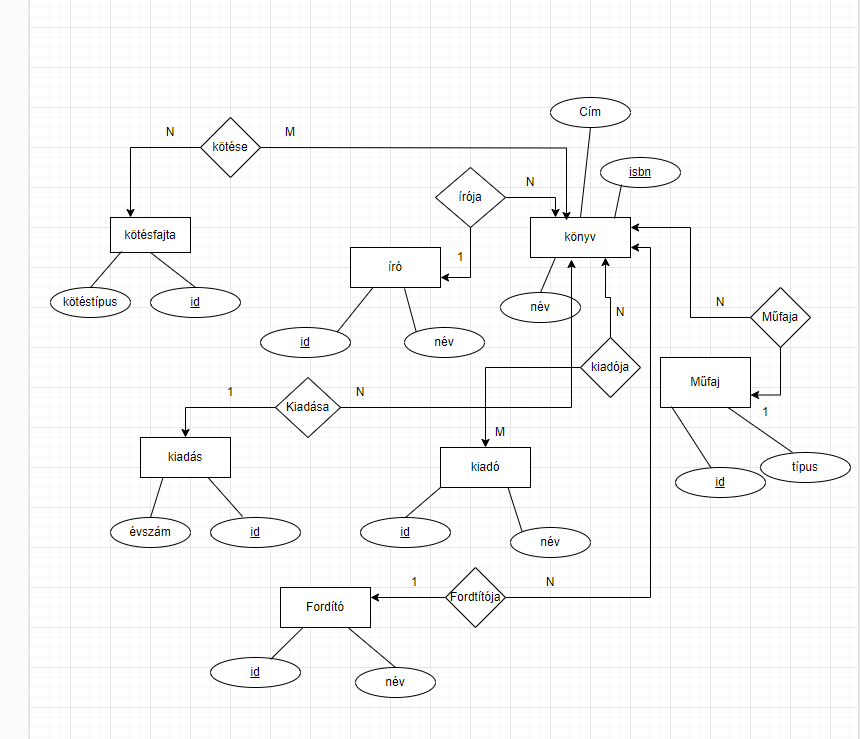 Cím
N
M
kötése
isbn
írója
N
kötésfajta
könyv
1
író
kötéstípus
id
név
N
N
Műfaja
id
név
kiadója
Műfaj
1
Kiadása
N
1
M
kiadás
kiadó
típus
id
évszám
id
id
név
1
Fordtítója
N
Fordító
id
név